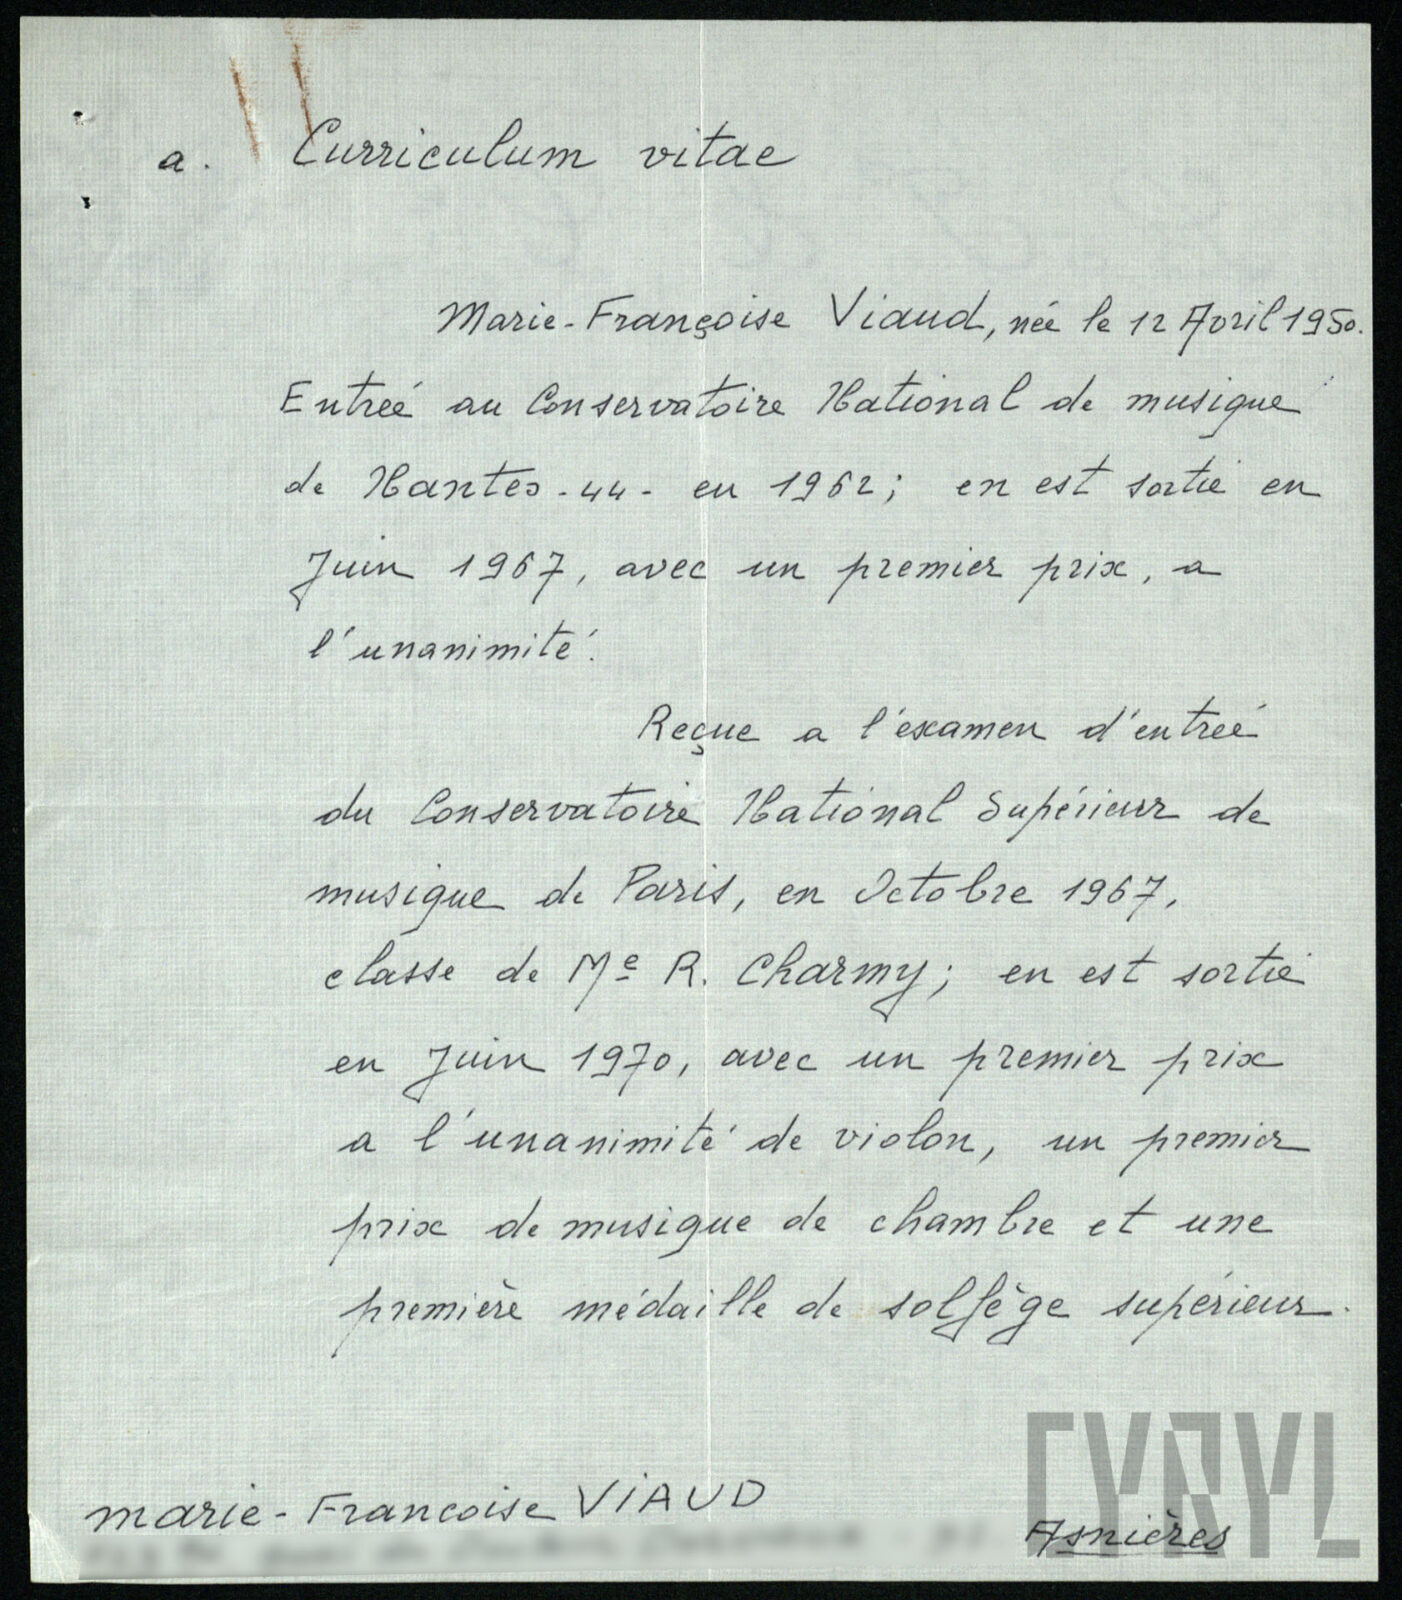 a. Curriculum vitae
Marie-Françoise Viaud, née le 12 Avril 1950.
Entreé au Conservatoire National de musique
de Nantes -44- en 1962; en est sortie en
Juin 1967, avec un premier prix, a
l'unanimité.
Reçue a l'examen d'entreé
du Conservatoire National Supérieur de
musique de Paris, en Octobre 1967,
classe de Me R. Charmy; en est sortie
en Juin 1970, avec un premier prix
a l'unanimité de violon, un premier
prix de musique de chambre et une
première médaille de solfège supérieur.
marie-Francoise VIAUD
Asnières
CYRYL